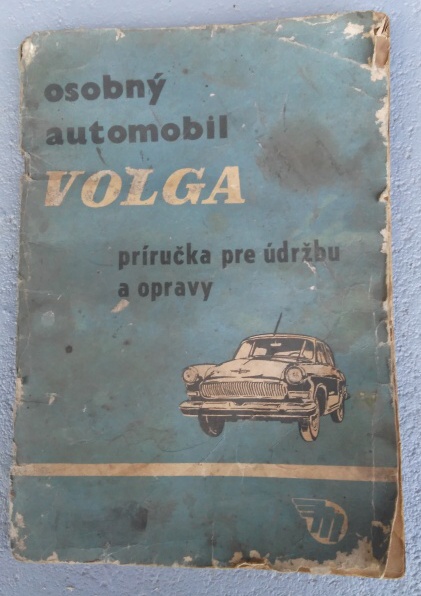 osobný
automobil
VOLGA
príručka pre údržbu
a opravy
m